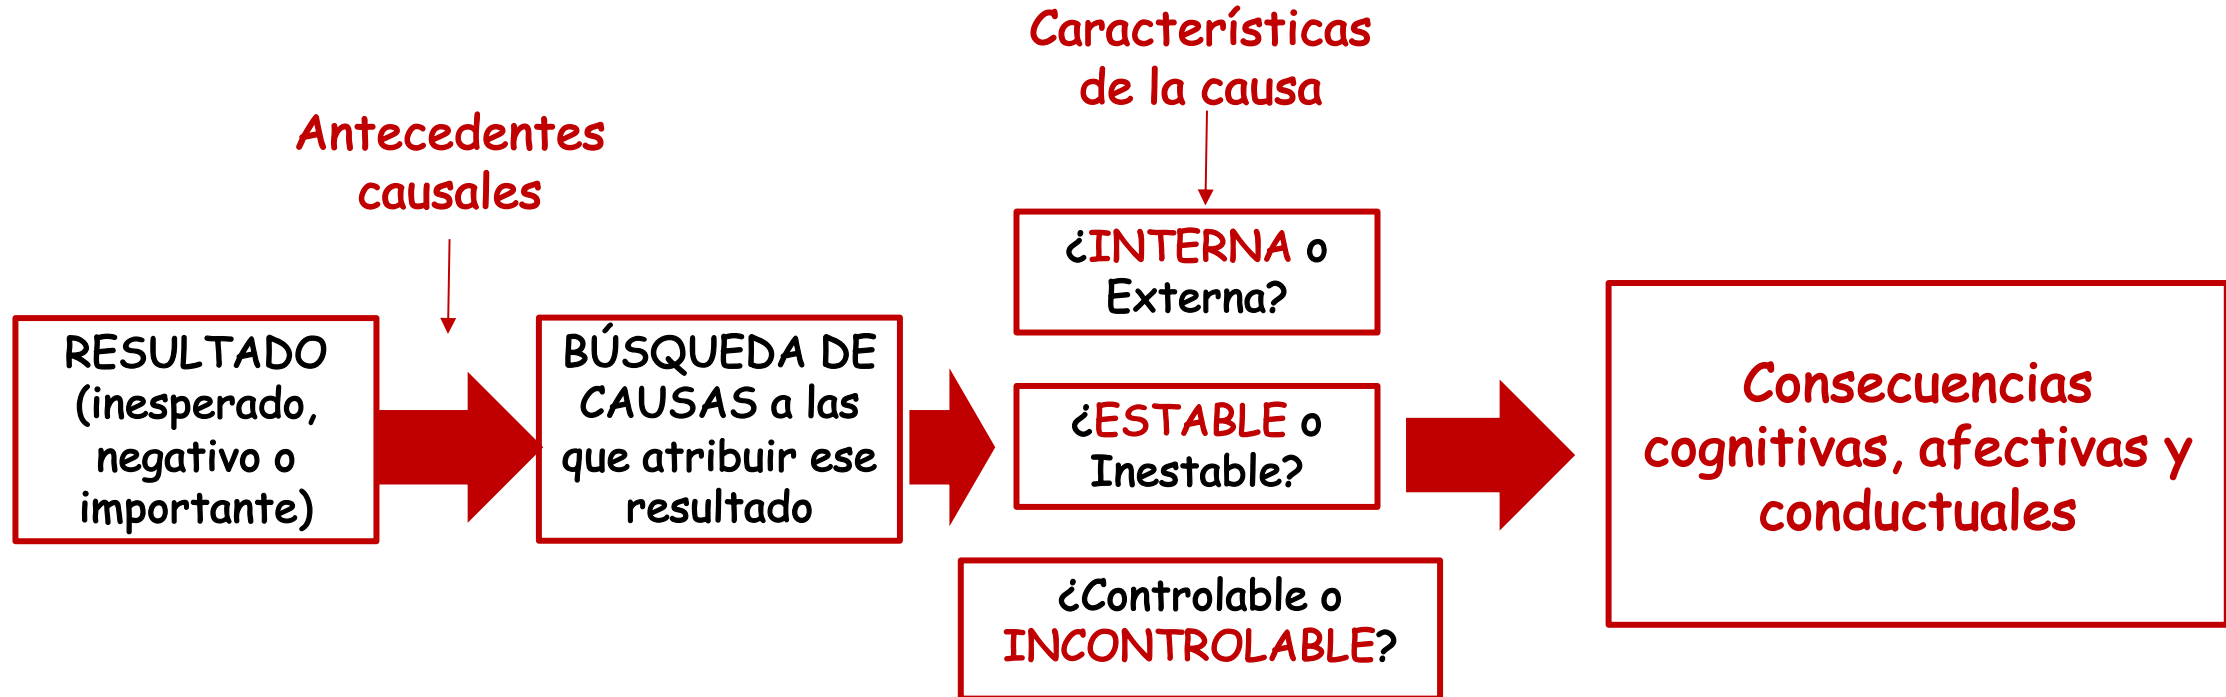 Características
de la causa
Antecedentes
causales
RESULTADO
(inesperado,
negativo o
importante)
BÚSQUEDA DE
CAUSAS a las
que atribuir ese
resultado
¿INTERNA o
Externa?
¿ESTABLE o
Inestable?
¿Controlable o
INCONTROLABLE?
Consecuencias
cognitivas, afectivas y
conductuales